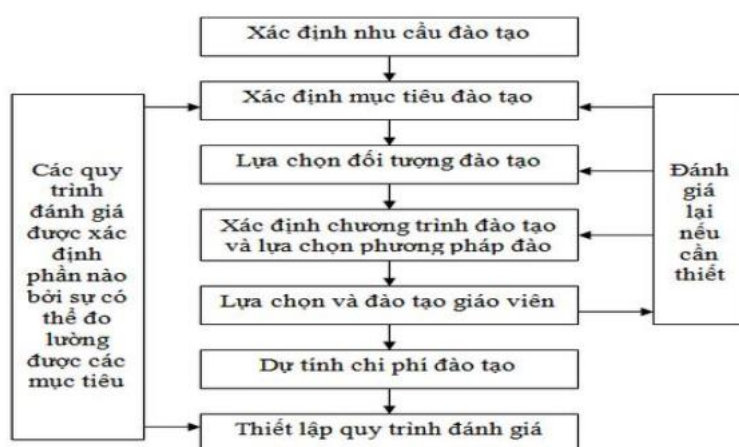 Xác định nhu cầu đào tạo
Xác định mục tiêu đào tạo
Lựa chọn đối tượng đào tạo
Xác định chương trình đào tạo
và lựa chọn phương pháp đào
Lựa chọn và đào tạo giáo viên
Dự tính chi phí đào tạo
Thiết lập quy trình đánh giá
Các quy
trình
đánh giá
được xác
định
phần nào
bởi sự có
thể đo
lường
được các
mục tiêu
Đánh
giá
lại
nếu
cần
thiết